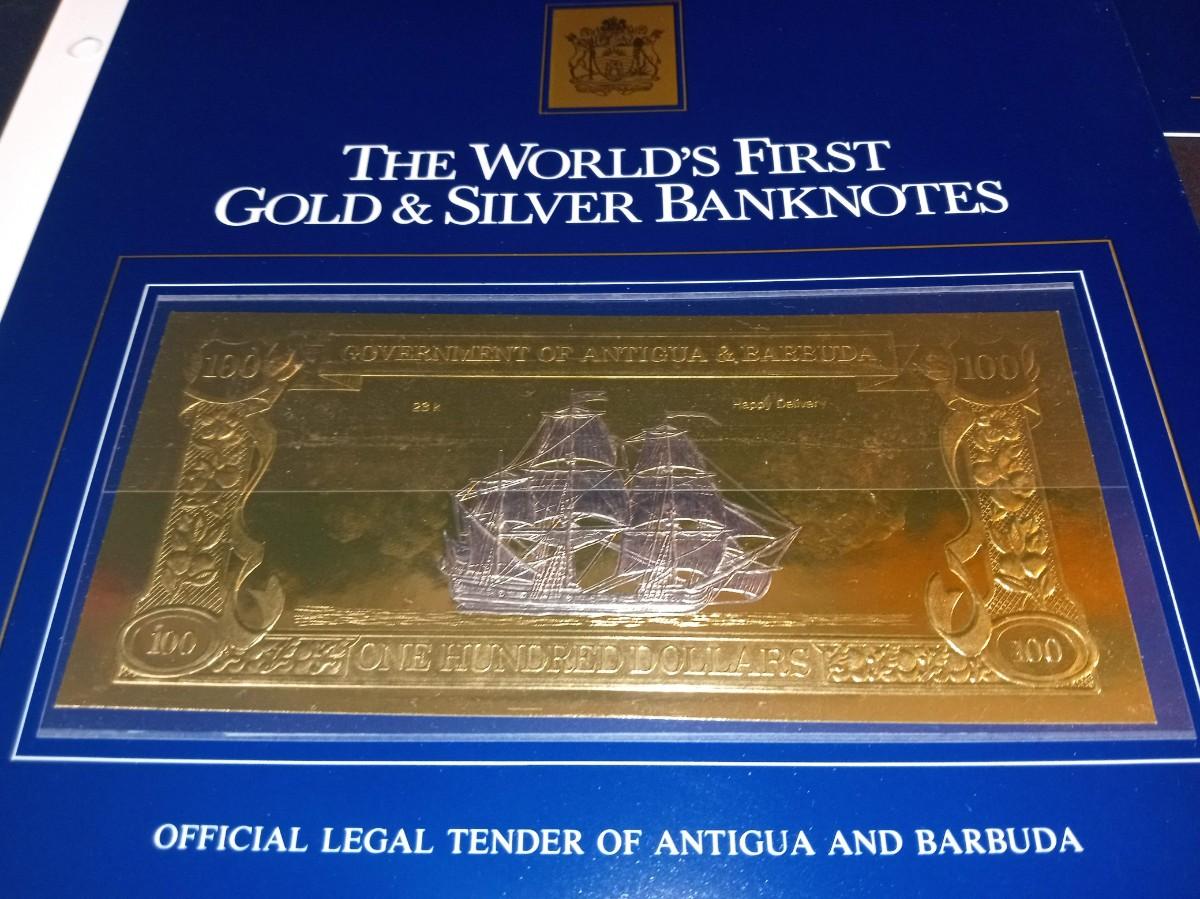 THE WORLD'S FIRST
GOLD & SILVER BANKNOTES
100 GOVERNMENT OF ANTIGUA & BARBUDA 100
23 k Happy Delivery
100 ONE HUNDRED DOLLARS 100
OFFICIAL LEGAL TENDER OF ANTIGUA AND BARBUDA